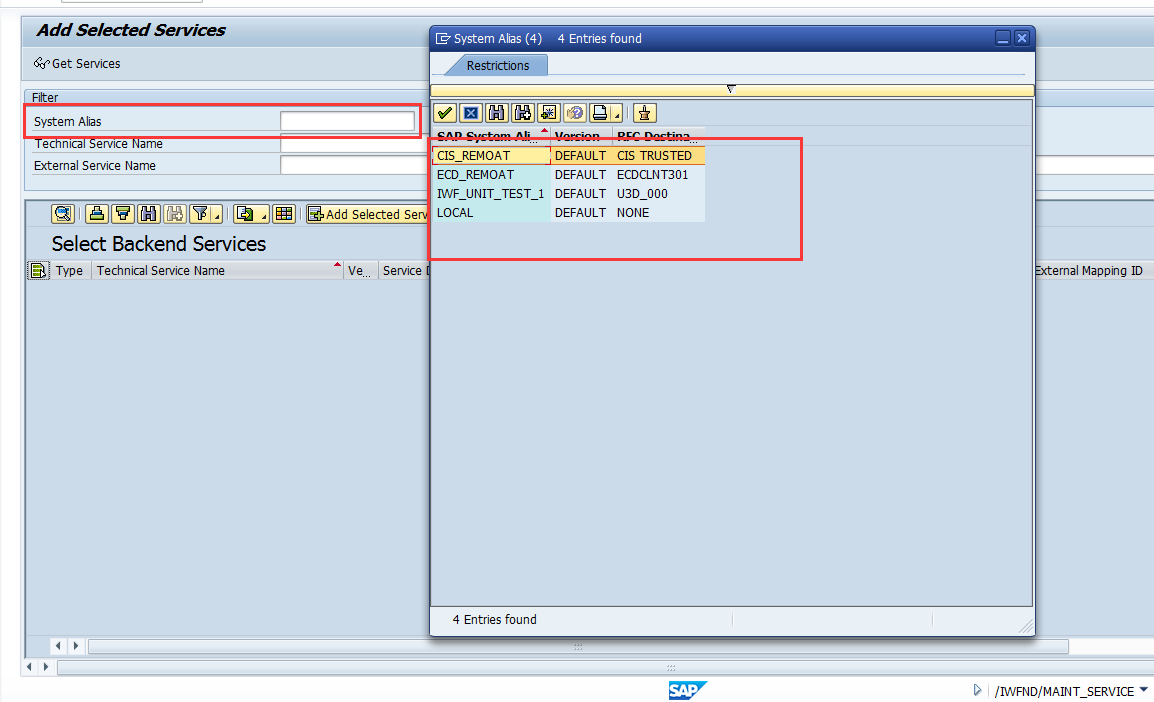 Add Selected Services
Get Services
Filter
System Alias
Technical Service Name
External Service Name
Add Selected Serv
Select Backend Services
Type Technical Service Name Ve... Service D
External Mapping ID
System Alias (4) 4 Entries found
Restrictions
SAP System Ali... Version RFC Destina...
CIS_REMOAT DEFAULT CIS TRUSTED
ECD_REMOAT DEFAULT ECDCLNT301
IWF_UNIT_TEST_1 DEFAULT U3D_000
LOCAL DEFAULT NONE
4 Entries found
SAP
/IWFND/MAINT_SERVICE